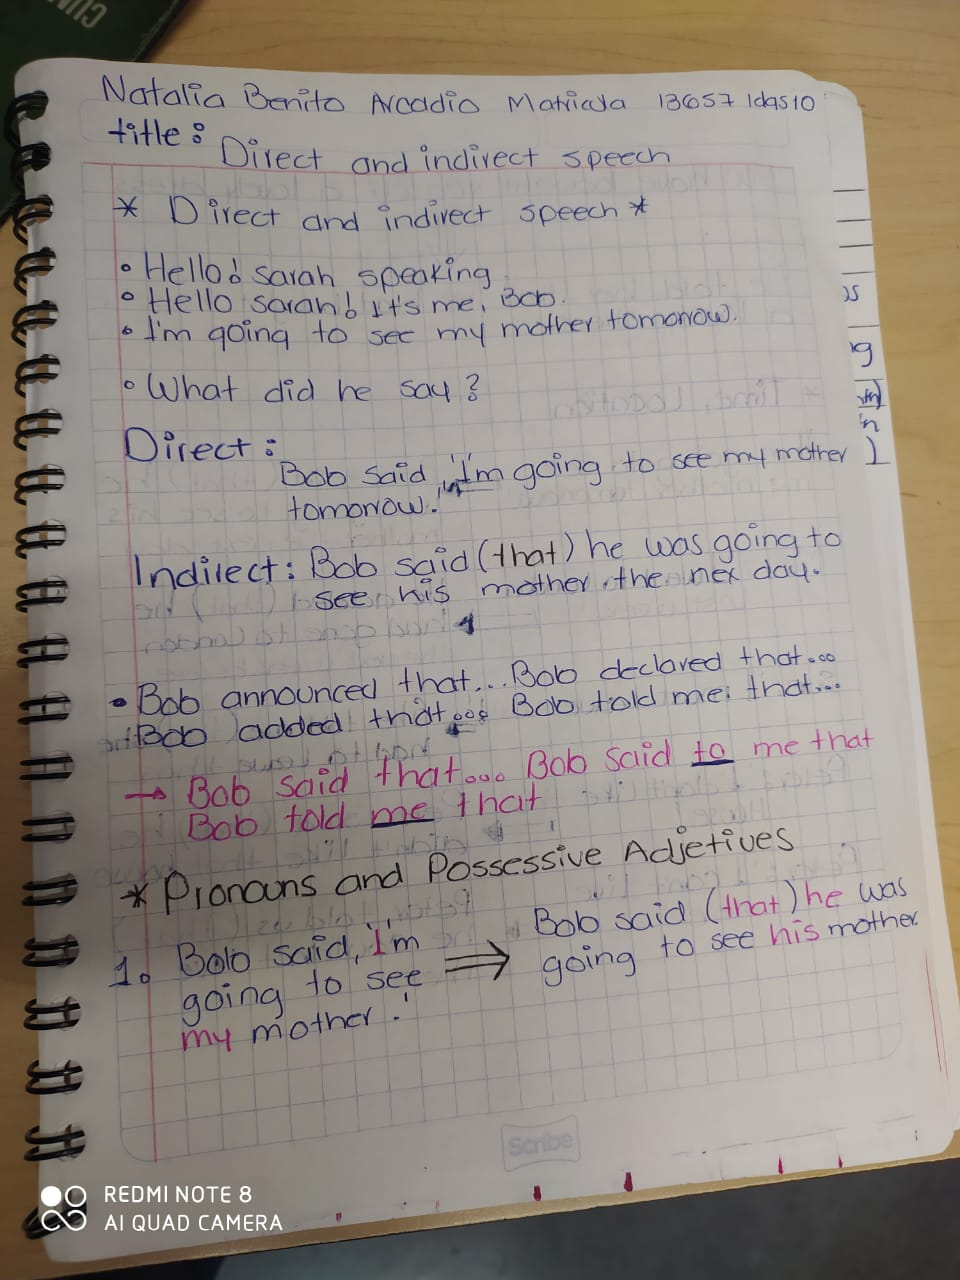 Natalia Benito Arcadio Matricula 13657 Idgs10
title:
Direct and indirect speech
* Direct and indirect speech *
• Hello! Sarah speaking.
• Hello Sarah! It's me, Bob.
• I'm going to see my mother tomorrow.
• What did he say?
Direct:
Bob said, "I'm going to see my mother
tomorrow."
Indirect: Bob said (that) he was going to
see his mother the nex day.
• Bob announced that... Bob declared that...
Bob added that... Bob told me that...
→ Bob said that... Bob said to me that
Bob told me that
* Pronouns and Possessive Adjetives
1. Bob said, 'I'm
going to see
my mother.'
⇒
Bob said (that) he was
going to see his mother.
Scribe
REDMI NOTE 8
AI QUAD CAMERA